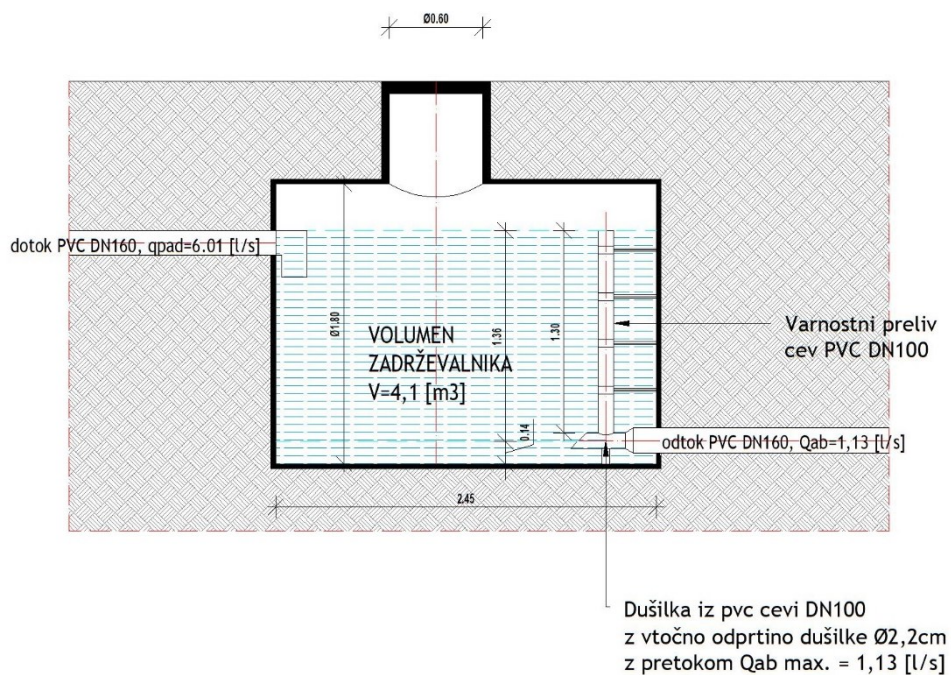 Ø0.60
dotok PVC DN160, qpad=6.01 [l/s]
Ø1.80
VOLUMEN
ZADRŽEVALNIKA
V=4,1 [m3]
1.36
1.30
0.14
Varnostni preliv
cev PVC DN100
odtok PVC DN160, Qab=1,13 [l/s]
2.45
Dušilka iz pvc cevi DN100
z vtočno odprtino dušilke Ø2,2cm
z pretokom Qab max. = 1,13 [l/s]